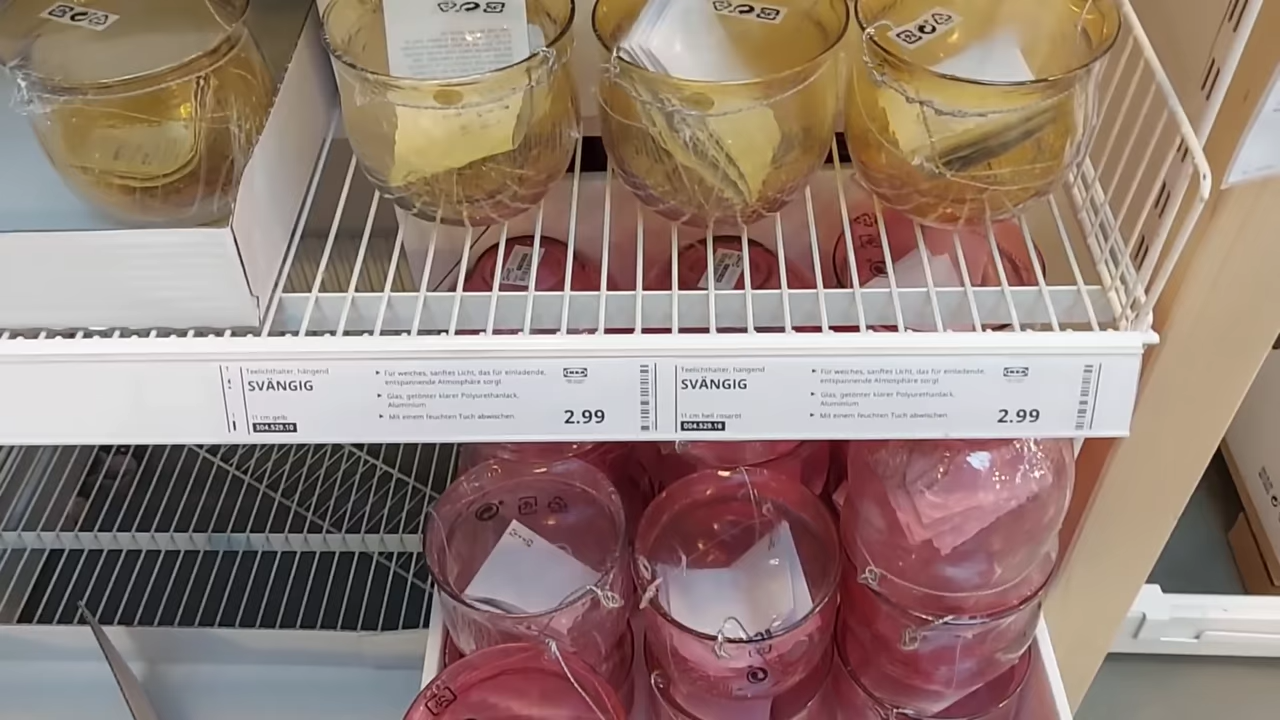 Teelichthalter, hängend
SVÄNGIG
11 cm gelb
304.529.16
Für weiches, sanftes Licht, das für einladende,
entspannende Atmosphäre sorgt
Glas, getönter klarer Polyurethanlack,
Aluminium
Mit einem feuchten Tuch abwischen.
IKEA
2.99
Teelichthalter, hängend
SVÄNGIG
11 cm hell rosarot
004.529.10
Für weiches, sanftes Licht, das für einladende,
entspannende Atmosphäre sorgt
Glas, getönter klarer Polyurethanlack,
Aluminium
Mit einem feuchten Tuch abwischen.
IKEA
2.99